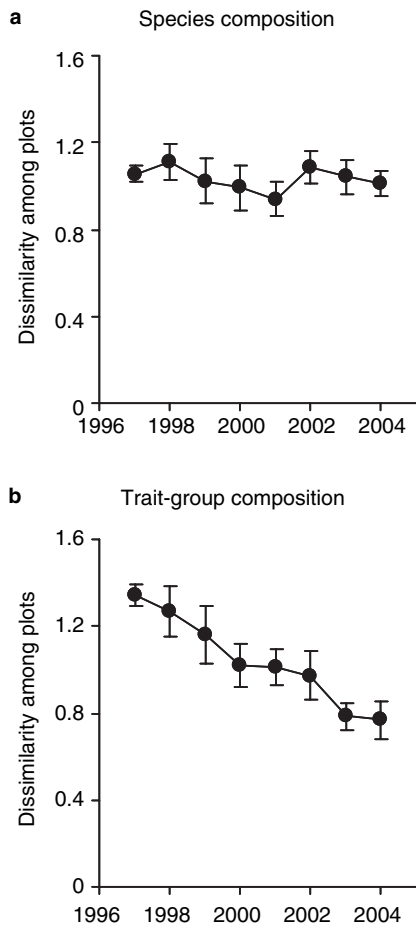 a
Species composition
1.6
1.2
0.8
0.4
0
Dissimilarity among plots
1996 1998 2000 2002 2004
b
Trait-group composition
1.6
1.2
0.8
0.4
0
Dissimilarity among plots
1996 1998 2000 2002 2004